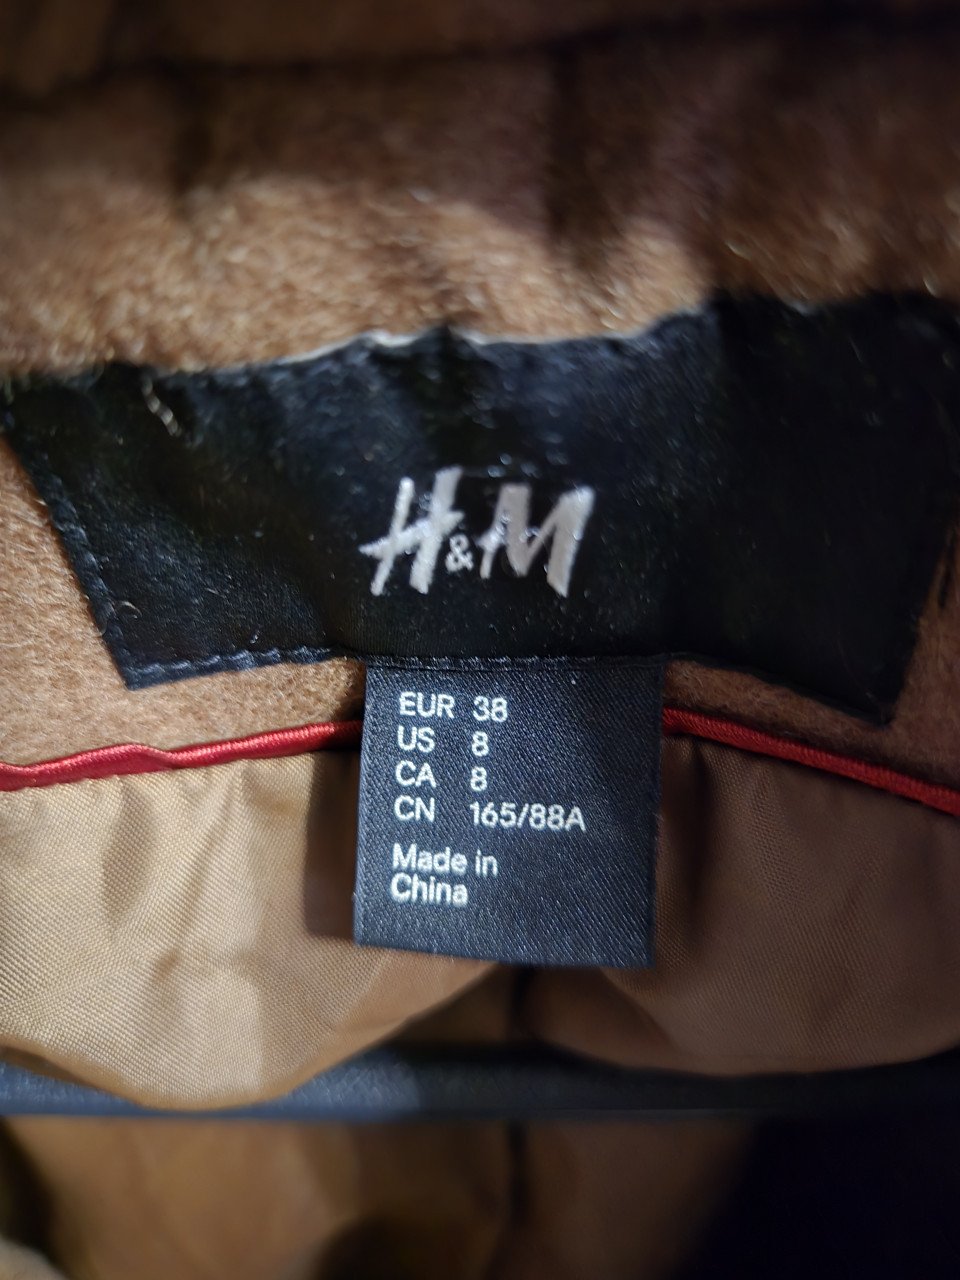 H&M
EUR 38
US 8
CA 8
CN 165/88A
Made in
China